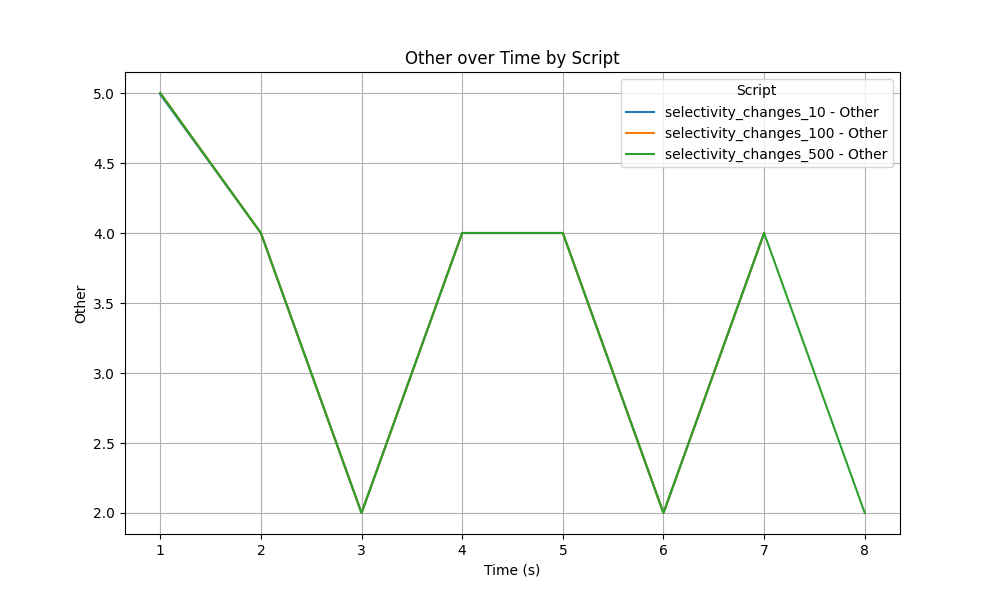 Other over Time by Script
Script
selectivity_changes_10 - Other
selectivity_changes_100 - Other
selectivity_changes_500 - Other
5.0
4.5
4.0
3.5
3.0
2.5
2.0
Other
1 2 3 4 5 6 7 8
Time (s)